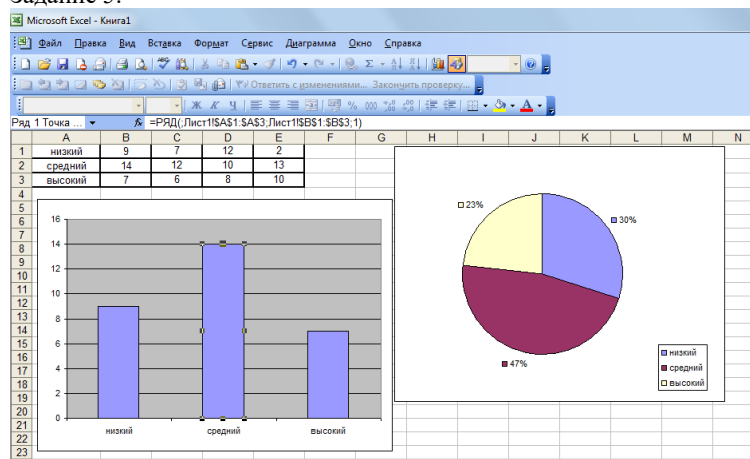 Задание 5.
Microsoft Excel - Книга1
Файл Правка Вид Вставка Формат Сервис Диаграмма Окно Справка
Ответить с изменениями... Закончить проверку...
Ж К Ч
% 000
Ряд 1 Точка ... fx =РЯД(;Лист1!$A$1:$A$3;Лист1!$B$1:$B$3;1)
A B C D E F G H I J K L M N
1 низкий 9 7 12 2
2 средний 14 12 10 13
3 высокий 7 6 8 10
4
5
6
7
8
9
10
11
12
13
14
15
16
17
18
19
20
21
22
23
16
14
12
10
8
6
4
2
0
низкий средний высокий
23%
30%
47%
низкий
средний
высокий